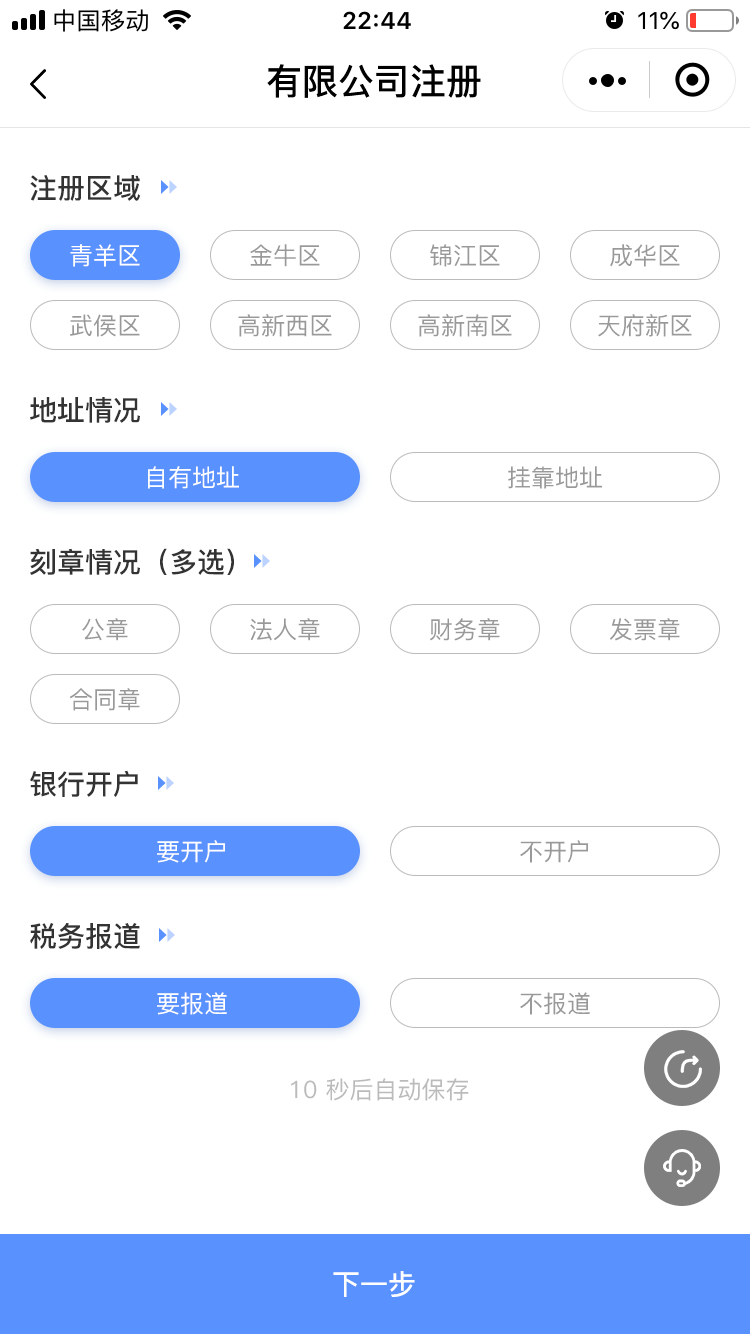 中国移动 22:44 11%
有限公司注册
注册区域
青羊区 金牛区 锦江区 成华区
武侯区 高新西区 高新南区 天府新区
地址情况
自有地址 挂靠地址
刻章情况（多选）
公章 法人章 财务章 发票章
合同章
银行开户
要开户 不开户
税务报道
要报道 不报道
10 秒后自动保存
下一步